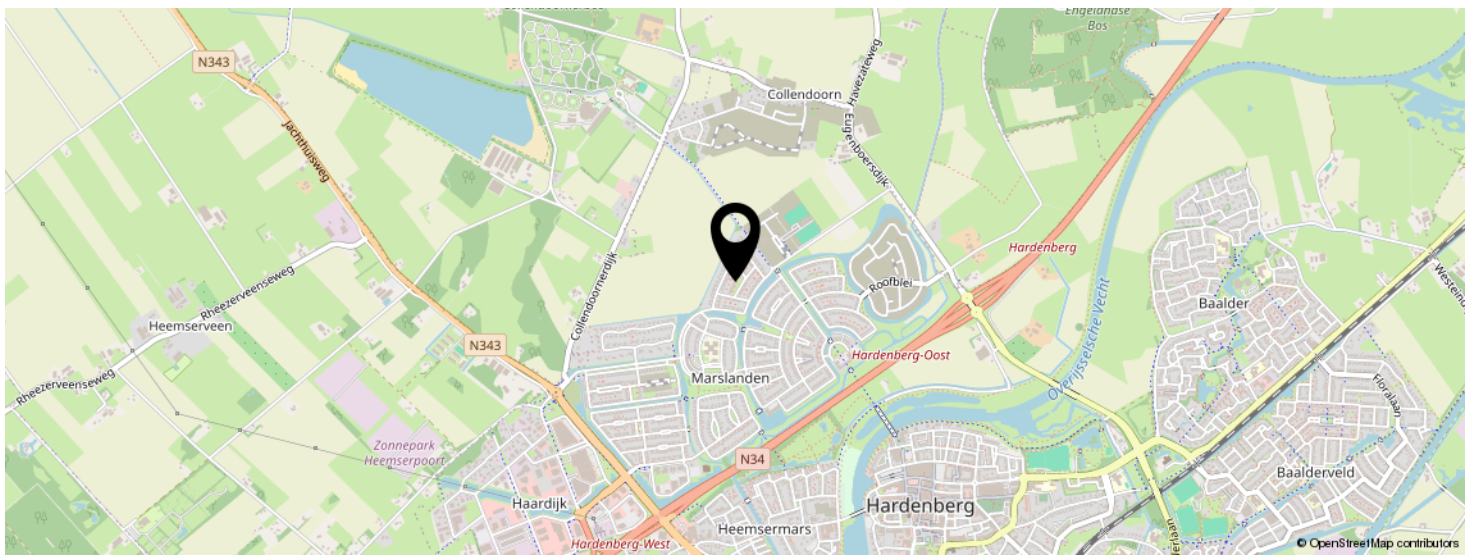 Engelandse
Bos
N343
Collendoorn
Havezateweg
Jachthuisweg
Eugenboersdijk
Hardenberg
Rheezerveenseweg
Collendoornerdijk
Roofblei
Westeind
Baalder
Overijsselsche Vecht
Heemserveen
N343
Hardenberg-Oost
Marslanden
Rheezerveenseweg
Floralaan
Zonnepark
Heemserpoort
N34
Baalderveld
Haardijk
Hardenberg
Heemsermars
Hardenberg-West
© OpenStreetMap contributors